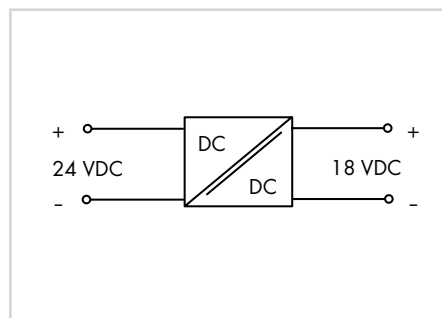 + DC +
24 VDC 18 VDC
DC
– –